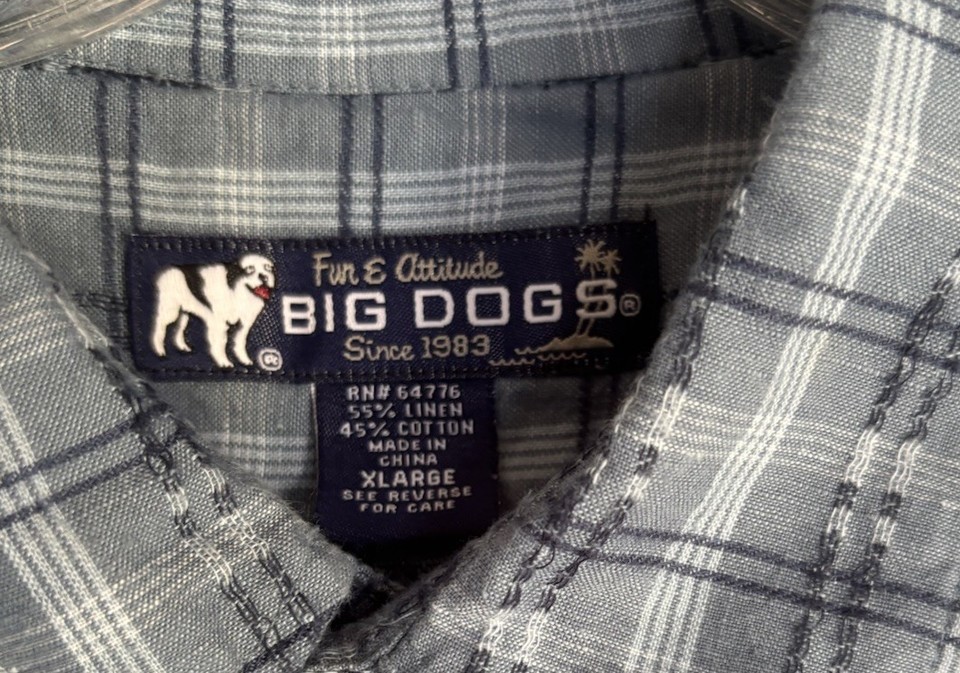 Fun & Attitude
BIG DOGS®
Since 1983
®
RN# 64776
55% LINEN
45% COTTON
MADE IN
CHINA
XLARGE
SEE REVERSE
FOR CARE